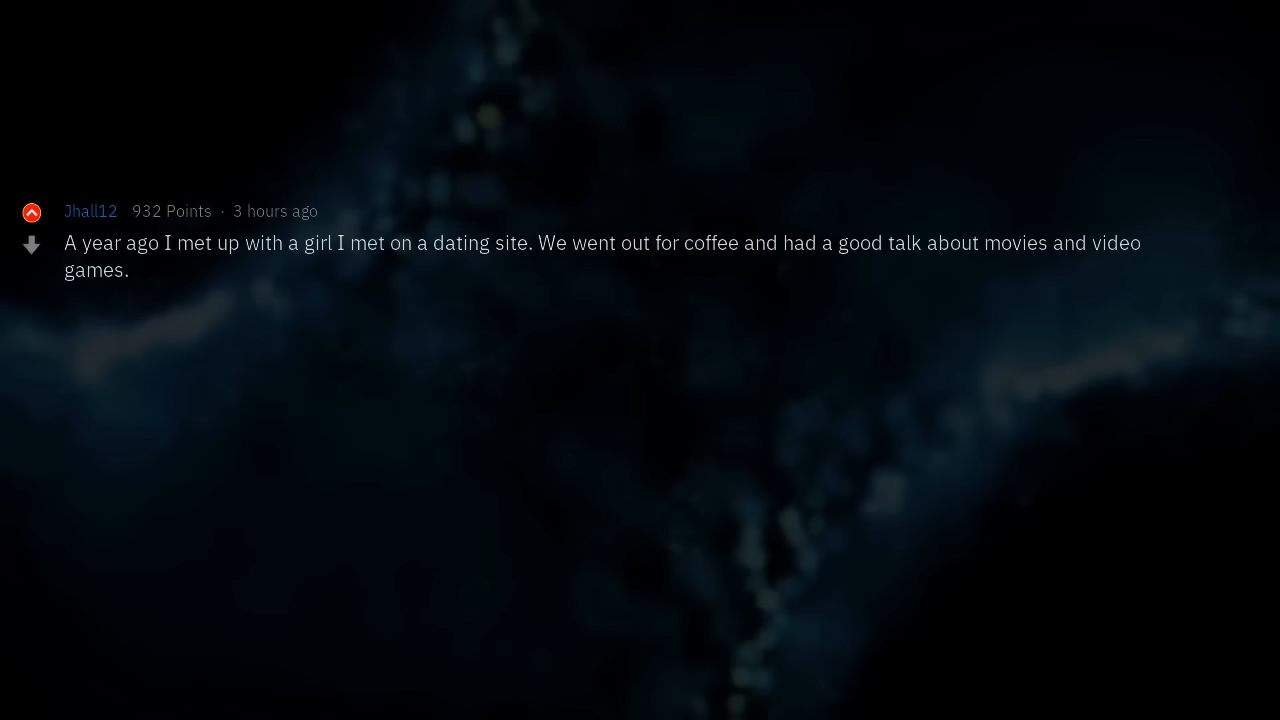 Jhall12 932 Points · 3 hours ago
A year ago I met up with a girl I met on a dating site. We went out for coffee and had a good talk about movies and video
games.